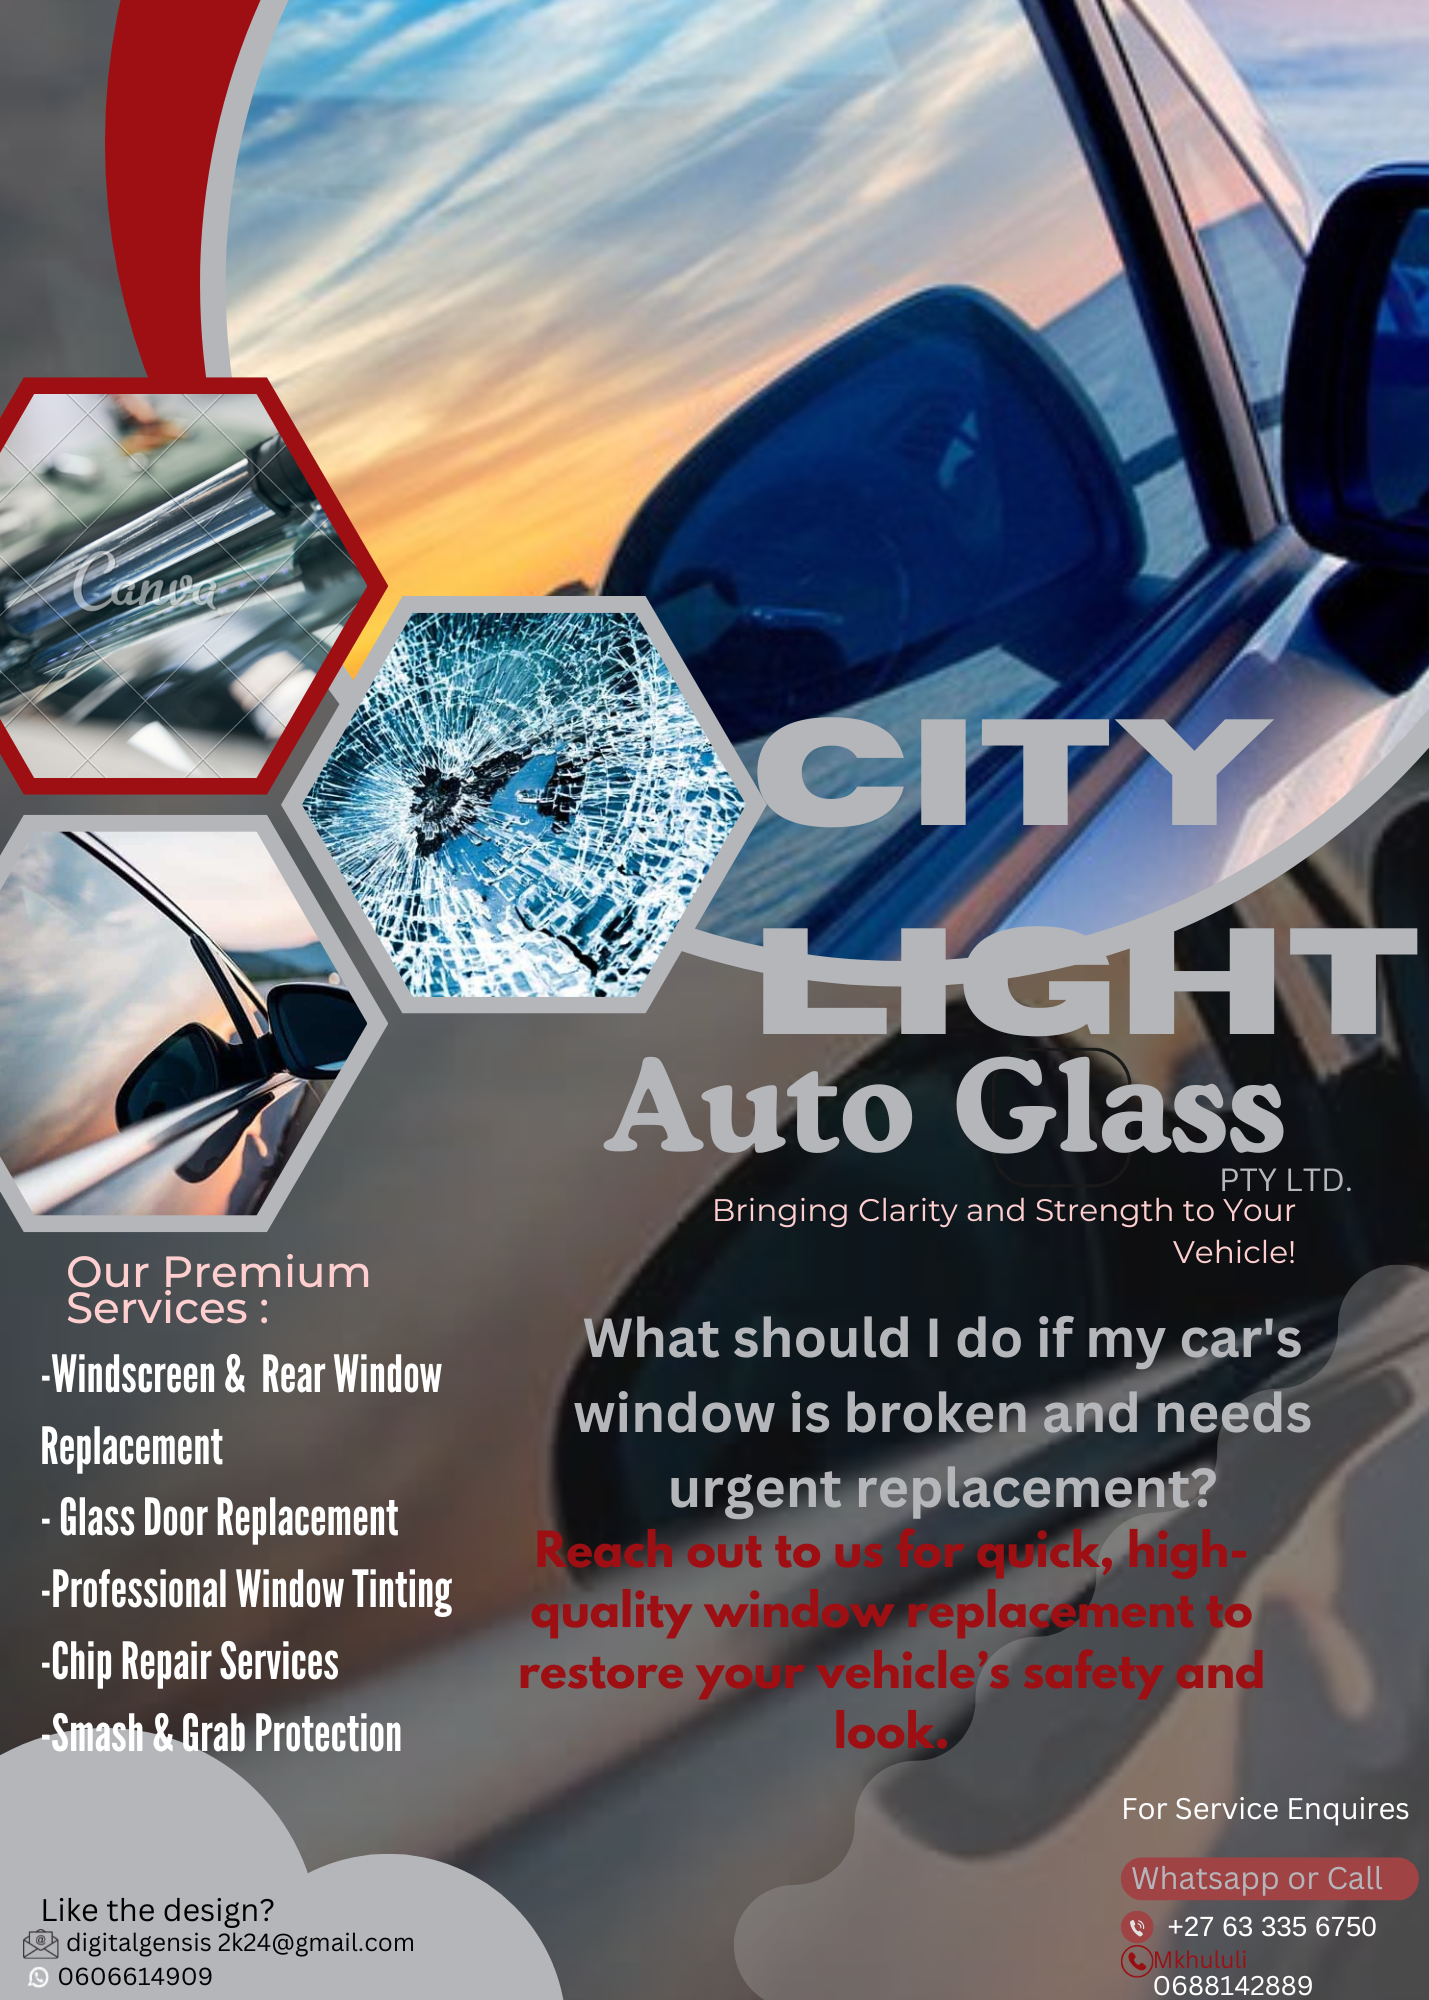 Canva
CITY
LIGHT
Auto Glass
PTY LTD.
Bringing Clarity and Strength to Your
Vehicle!
Our Premium
Services :
-Windscreen & Rear Window
Replacement
- Glass Door Replacement
-Professional Window Tinting
-Chip Repair Services
-Smash & Grab Protection
What should I do if my car's
window is broken and needs
urgent replacement?
Reach out to us for quick, high-
quality window replacement to
restore your vehicle’s safety and
look.
For Service Enquires
Whatsapp or Call
+27 63 335 6750
Mkhululi
0688142889
Like the design?
digitalgensis 2k24@gmail.com
0606614909